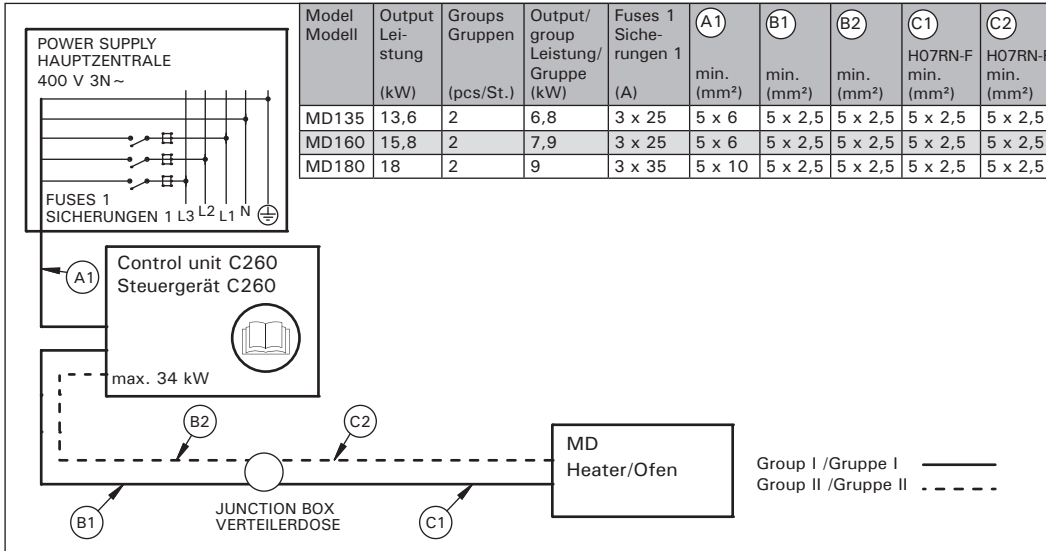 POWER SUPPLY
HAUPTZENTRALE
400 V 3N~
FUSES 1
SICHERUNGEN 1 L3 L2 L1 N
Model Modell | Output Lei-stung (kW) | Groups Gruppen (pcs/St.) | Output/group Leistung/Gruppe (kW) | Fuses 1 Siche-rungen 1 (A) | A1 min. (mm²) | B1 min. (mm²) | B2 min. (mm²) | C1 H07RN-F min. (mm²) | C2 H07RN-F min. (mm²)
MD135 | 13,6 | 2 | 6,8 | 3 x 25 | 5 x 6 | 5 x 2,5 | 5 x 2,5 | 5 x 2,5 | 5 x 2,5
MD160 | 15,8 | 2 | 7,9 | 3 x 25 | 5 x 6 | 5 x 2,5 | 5 x 2,5 | 5 x 2,5 | 5 x 2,5
MD180 | 18 | 2 | 9 | 3 x 35 | 5 x 10 | 5 x 2,5 | 5 x 2,5 | 5 x 2,5 | 5 x 2,5
A1
Control unit C260
Steuergerät C260
max. 34 kW
B2
C2
MD
Heater/Ofen
Group I /Gruppe I
Group II /Gruppe II
B1
JUNCTION BOX
VERTEILERDOSE
C1